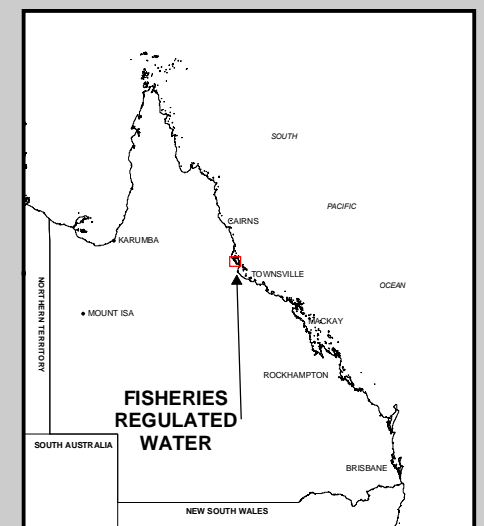 SOUTH
PACIFIC
OCEAN
CAIRNS
KARUMBA
TOWNSVILLE
NORTHERN TERRITORY
MOUNT ISA
MACKAY
ROCKHAMPTON
FISHERIES
REGULATED
WATER
SOUTH AUSTRALIA
BRISBANE
NEW SOUTH WALES